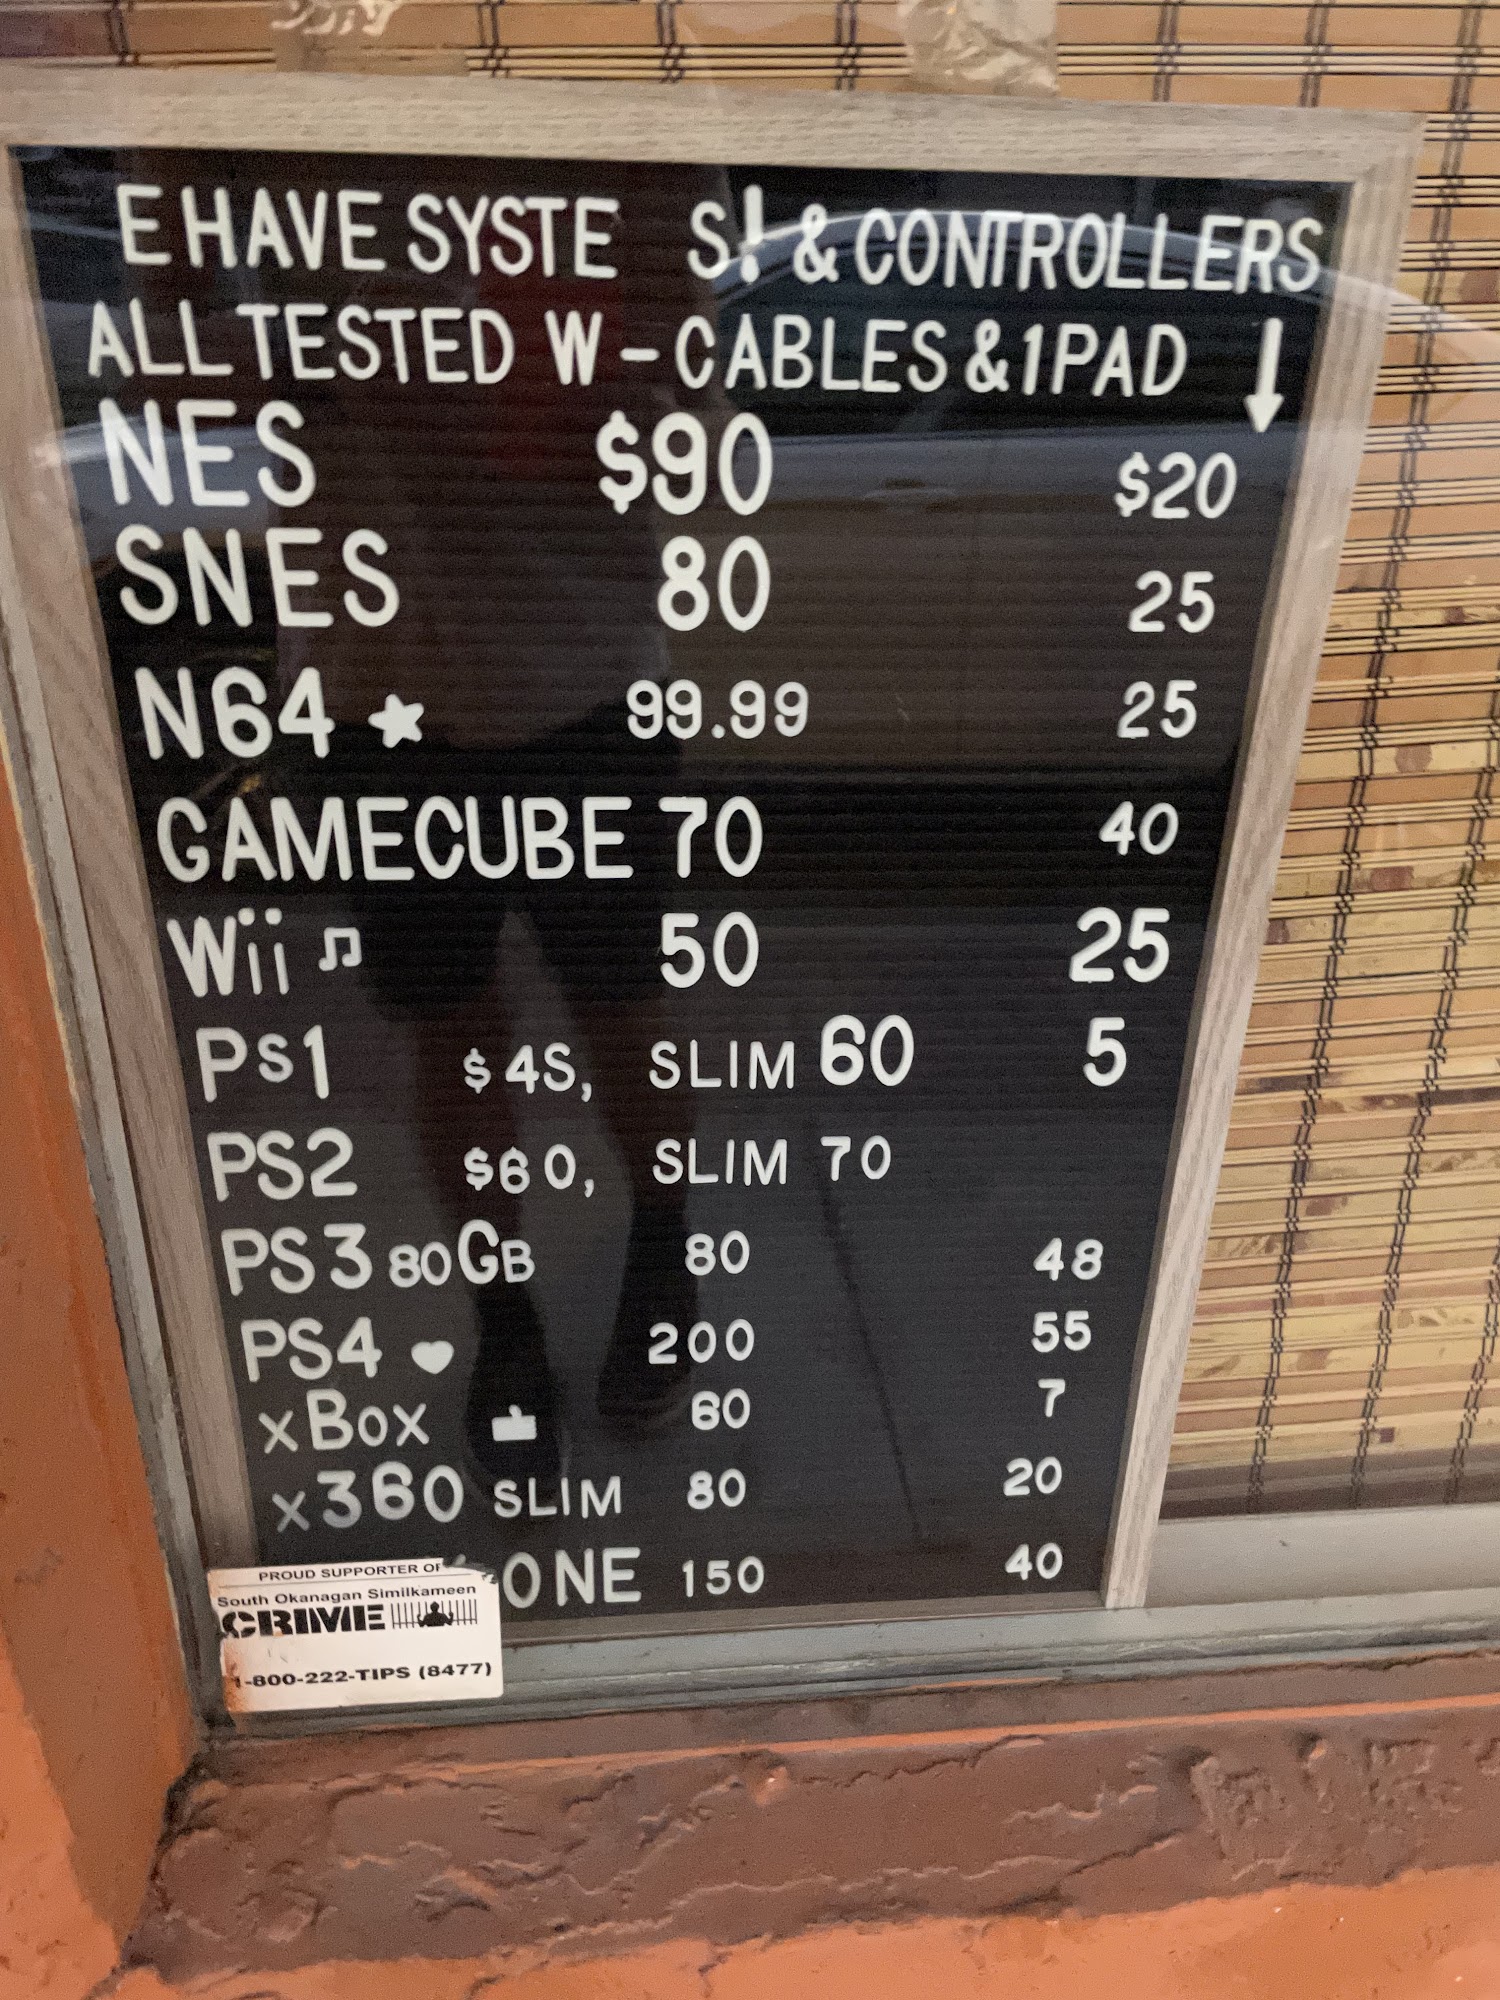 E HAVE SYSTE S! & CONTROLLERS
ALL TESTED W - CABLES & 1 PAD ↓
NES $90 $20
SNES 80 25
N64 ★ 99.99 25
GAMECUBE 70 40
Wii ♫ 50 25
PS1 $4S, SLIM 60 5
PS2 $60, SLIM 70
PS3 80GB 80 48
PS4 ♥ 200 55
xBox 60 7
x360 SLIM 80 20
ONE 150 40
PROUD SUPPORTER OF
South Okanagan Similkameen
CRIME
1-800-222-TIPS (8477)